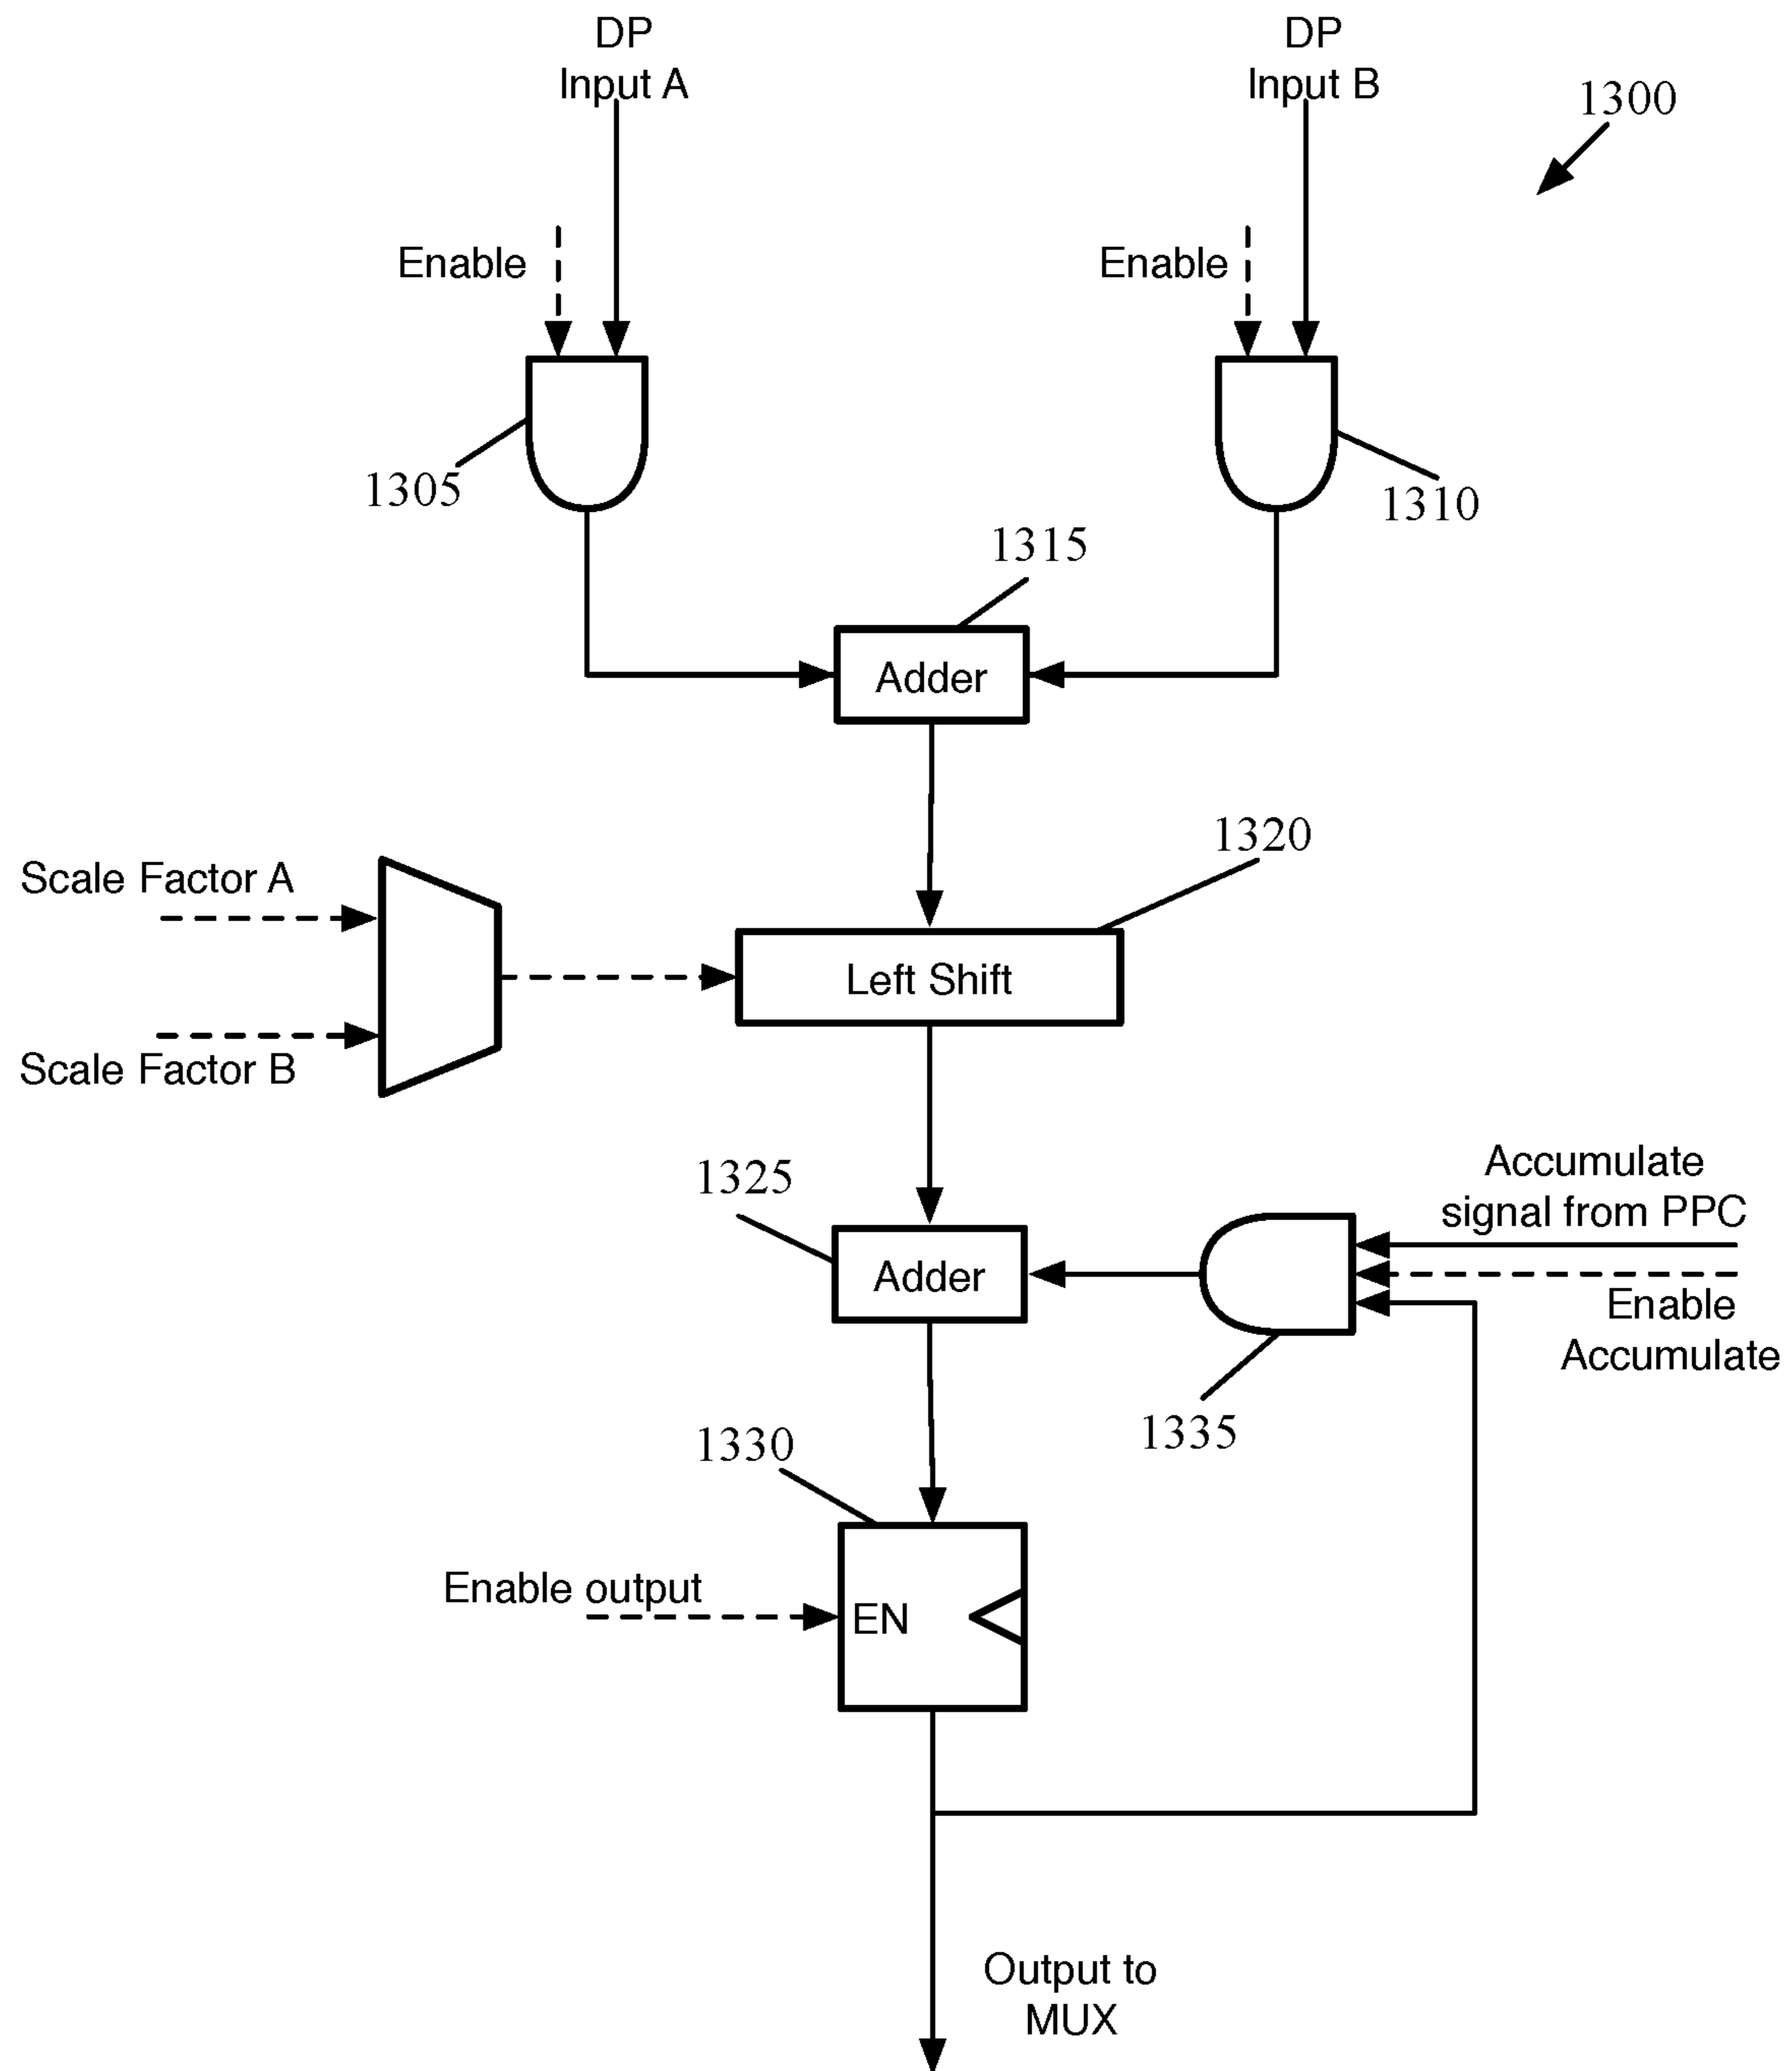 DP
Input A
DP
Input B
1300
Enable
Enable
1305
1310
1315
Adder
1320
Scale Factor A
Left Shift
Scale Factor B
Accumulate
signal from PPC
1325
Adder
Enable
Accumulate
1335
1330
Enable output
EN
Output to
MUX